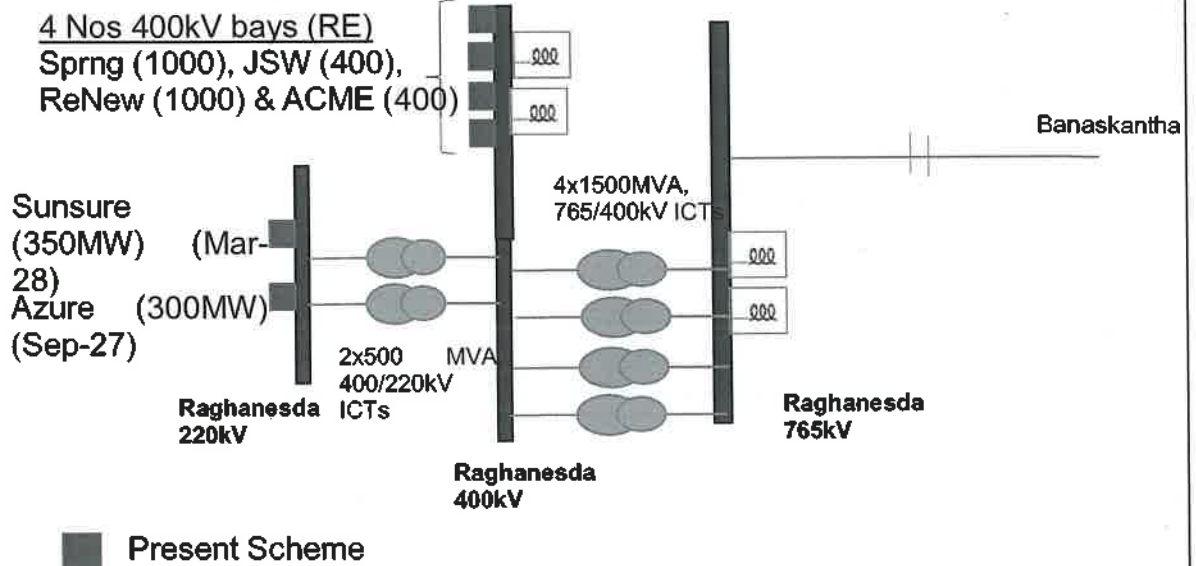 4 Nos 400kV bays (RE)
Sprng (1000), JSW (400),
ReNew (1000) & ACME (400)
Banaskantha
4x1500MVA,
765/400kV ICTs
Sunsure
(350MW) (Mar-
28)
Azure (300MW)
(Sep-27)
2x500 MVA
400/220kV
ICTs
Raghanesda
220kV
Raghanesda
765kV
Raghanesda
400kV
Present Scheme